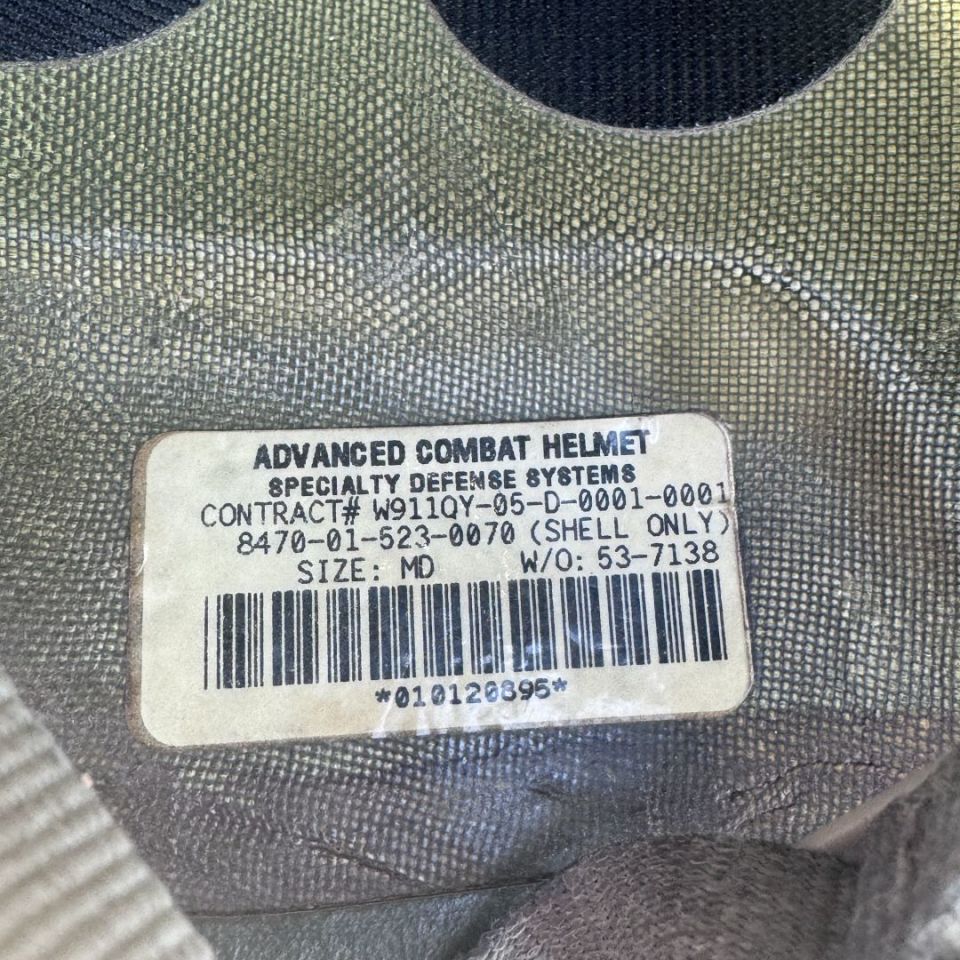 ADVANCED COMBAT HELMET
SPECIALTY DEFENSE SYSTEMS
CONTRACT# W911QY-05-D-0001-0001
8470-01-523-0070 (SHELL ONLY)
SIZE: MD W/O: 53-7138
*010120895*